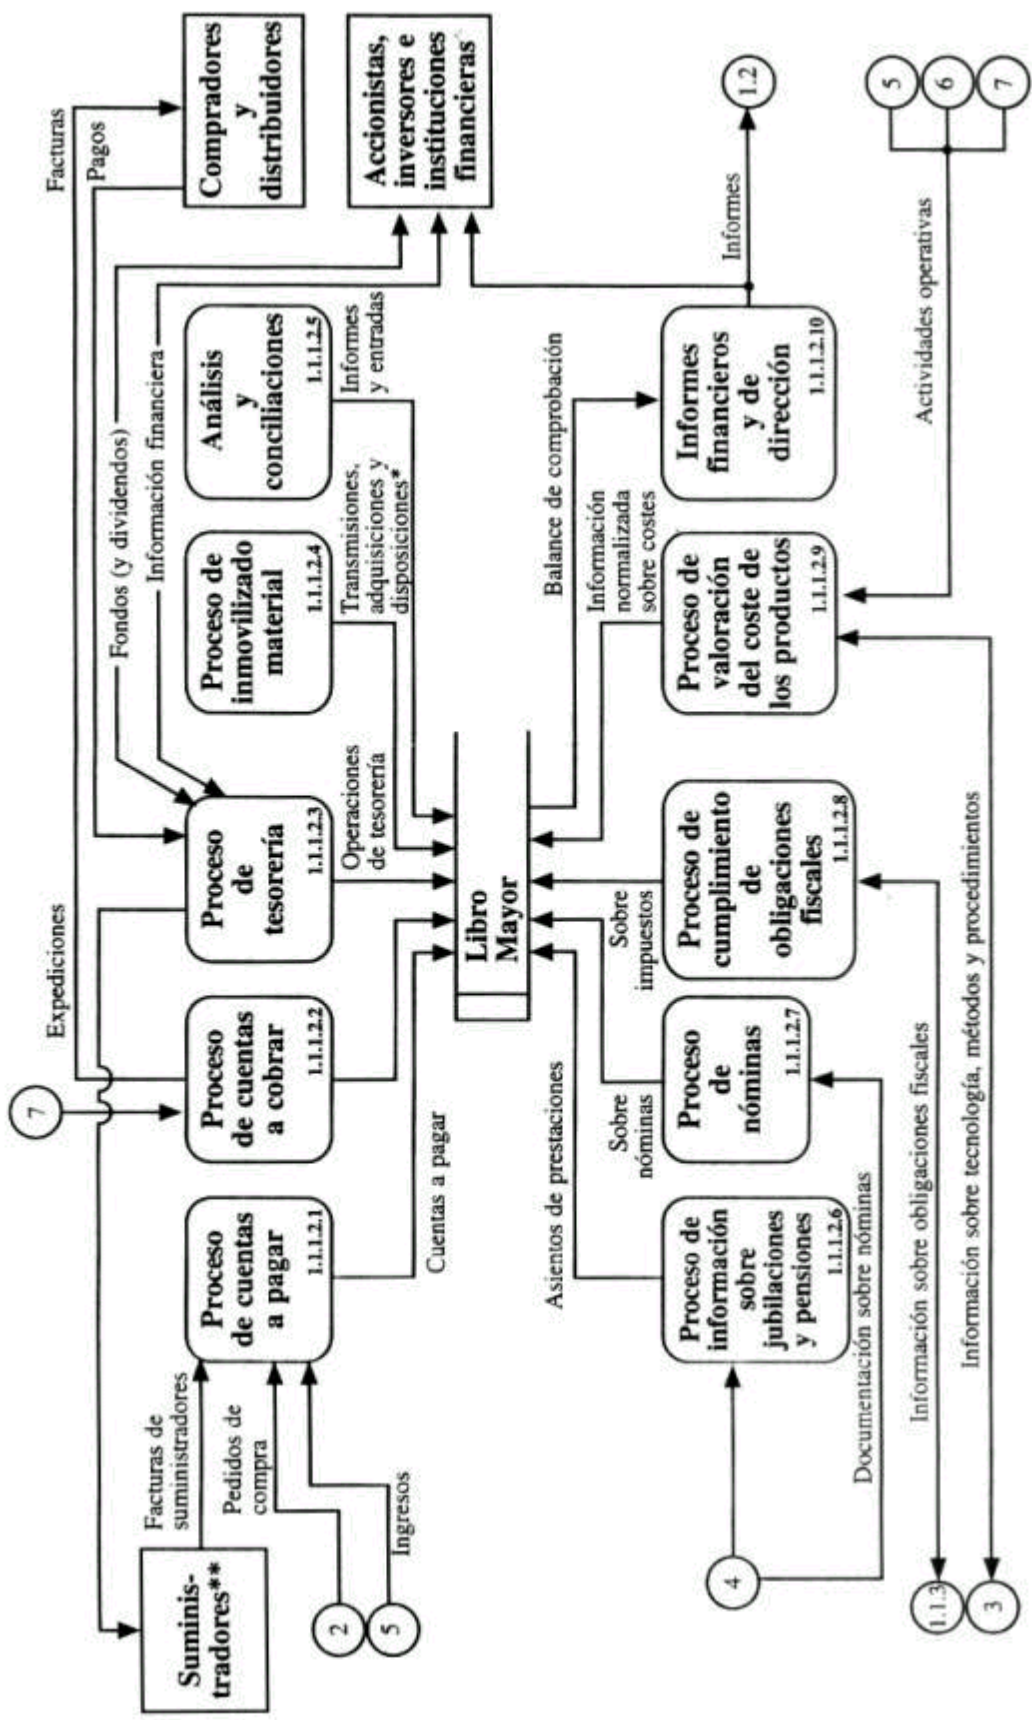 Facturas
Pagos
Expediciones
7
Compradores
y
distribuidores
Fondos (y dividendos)
Información financiera
Accionistas,
inversores e
instituciones
financieras
Suminis-
tradores**
Facturas de
suministradores
Pedidos de
compra
Ingresos
2
5
Proceso
de cuentas
a pagar
1.1.1.2.1
Proceso
de cuentas
a cobrar
1.1.1.2.2
Proceso
de
tesorería
1.1.1.2.3
Proceso de
inmovilizado
material
1.1.1.2.4
Análisis
y
conciliaciones
1.1.1.2.5
Cuentas a pagar
Operaciones
de tesorería
Transmisiones,
adquisiciones y
disposiciones*
Informes
y entradas
Libro
Mayor
Asientos de prestaciones
Sobre
nóminas
Sobre
impuestos
Información
normalizada
sobre costes
Balance de comprobación
Informes
1.2
4
Proceso de
información
sobre
jubilaciones
y pensiones
1.1.1.2.6
Proceso
de
nóminas
1.1.1.2.7
Proceso de
cumplimiento
de
obligaciones
fiscales
1.1.1.2.8
Proceso de
valoración
del coste de
los productos
1.1.1.2.9
Informes
financieros
y de
dirección
1.1.1.2.10
5
6
7
Actividades operativas
Documentación sobre nóminas
Información sobre obligaciones fiscales
Información sobre tecnología, métodos y procedimientos
1.1.3
3